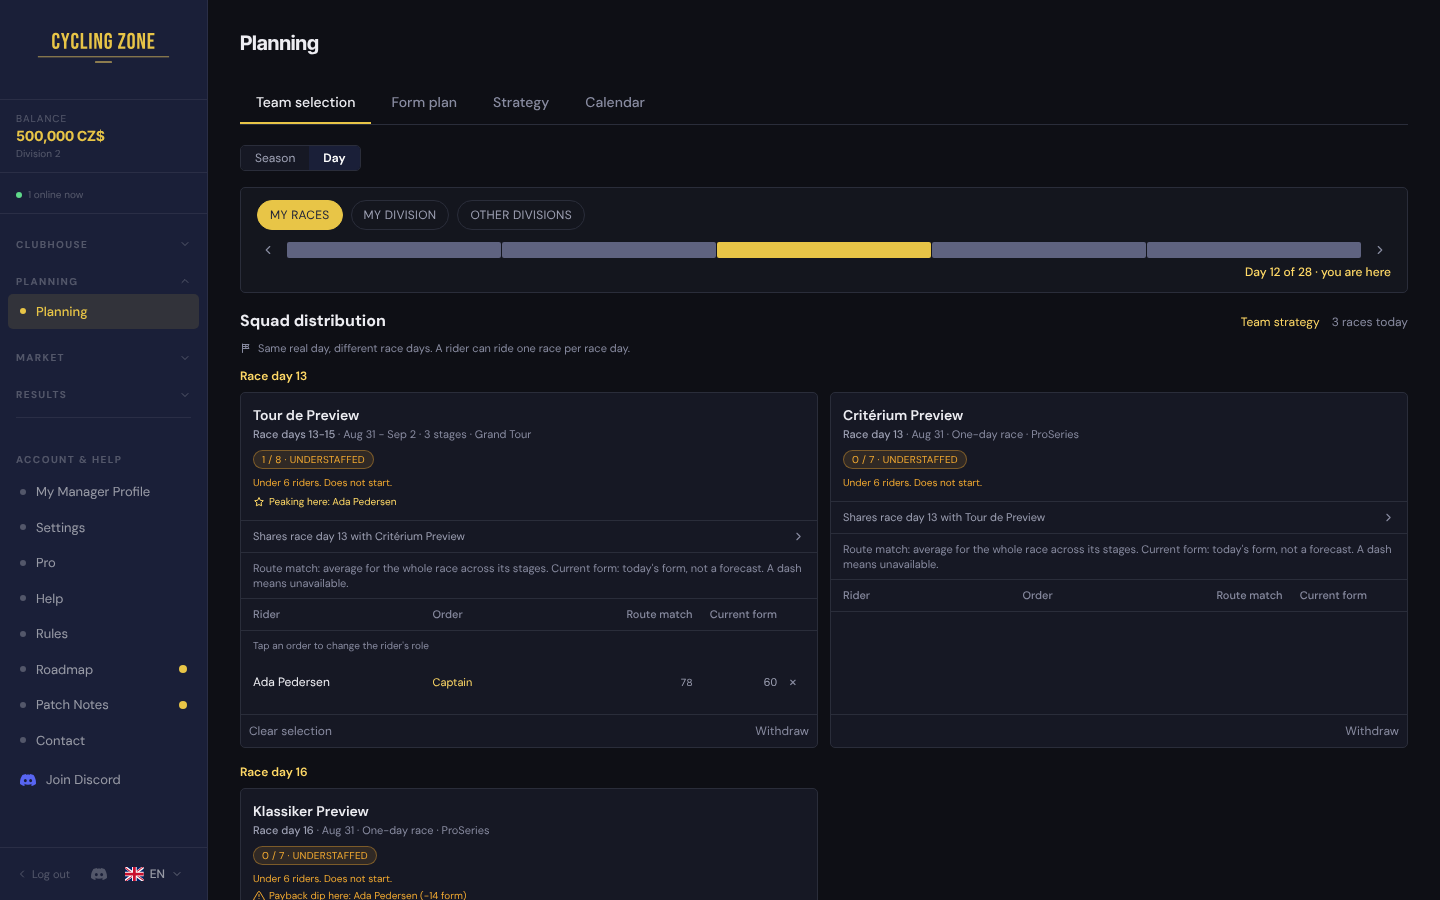 CYCLING ZONE
BALANCE
500,000 CZ$
Division 2
1 online now
CLUBHOUSE
PLANNING
Planning
MARKET
RESULTS
ACCOUNT & HELP
My Manager Profile
Settings
Pro
Help
Rules
Roadmap
Patch Notes
Contact
Join Discord
Log out
EN
Planning
Team selection
Form plan
Strategy
Calendar
Season
Day
MY RACES
MY DIVISION
OTHER DIVISIONS
Day 12 of 28 · you are here
Squad distribution
Team strategy
3 races today
Same real day, different race days. A rider can ride one race per race day.
Race day 13
Tour de Preview
Race days 13–15 · Aug 31 – Sep 2 · 3 stages · Grand Tour
1 / 8 · UNDERSTAFFED
Under 6 riders. Does not start.
Peaking here: Ada Pedersen
Shares race day 13 with Critérium Preview
Route match: average for the whole race across its stages. Current form: today's form, not a forecast. A dash
means unavailable.
Rider Order Route match Current form
Tap an order to change the rider's role
Ada Pedersen Captain 78 60 ×
Clear selection Withdraw
Critérium Preview
Race day 13 · Aug 31 · One-day race · ProSeries
0 / 7 · UNDERSTAFFED
Under 6 riders. Does not start.
Shares race day 13 with Tour de Preview
Route match: average for the whole race across its stages. Current form: today's form, not a forecast. A dash
means unavailable.
Rider Order Route match Current form
Withdraw
Race day 16
Klassiker Preview
Race day 16 · Aug 31 · One-day race · ProSeries
0 / 7 · UNDERSTAFFED
Under 6 riders. Does not start.
Payback dip here: Ada Pedersen (−14 form)